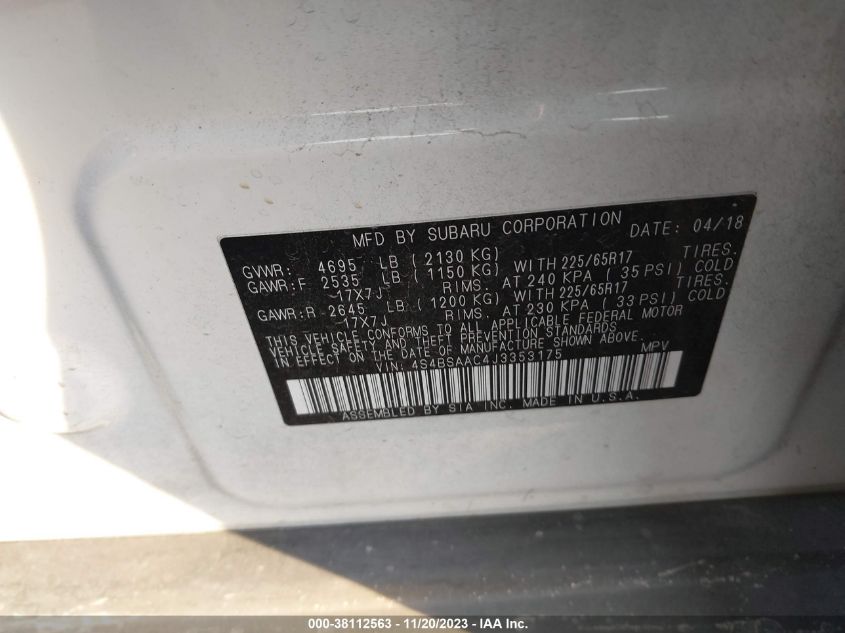 MFD BY SUBARU CORPORATION DATE: 04/18
GVWR: 4695 LB (2130 KG)
GAWR:F 2535 LB (1150 KG) WITH 225/65R17 TIRES.
17X7J RIMS. AT 240 KPA ( 35 PSI) COLD
GAWR:R 2645 LB (1200 KG) WITH 225/65R17 TIRES.
17X7J RIMS. AT 230 KPA ( 33 PSI) COLD
THIS VEHICLE CONFORMS TO ALL APPLICABLE FEDERAL MOTOR
VEHICLE SAFETY AND THEFT PREVENTION STANDARDS
IN EFFECT ON THE DATE OF MANUFACTURE SHOWN ABOVE.
VIN: 4S4BSAAC4J3353175 MPV
ASSEMBLED BY SIA INC. MADE IN U.S.A.
000-38112563 - 11/20/2023 - IAA Inc.